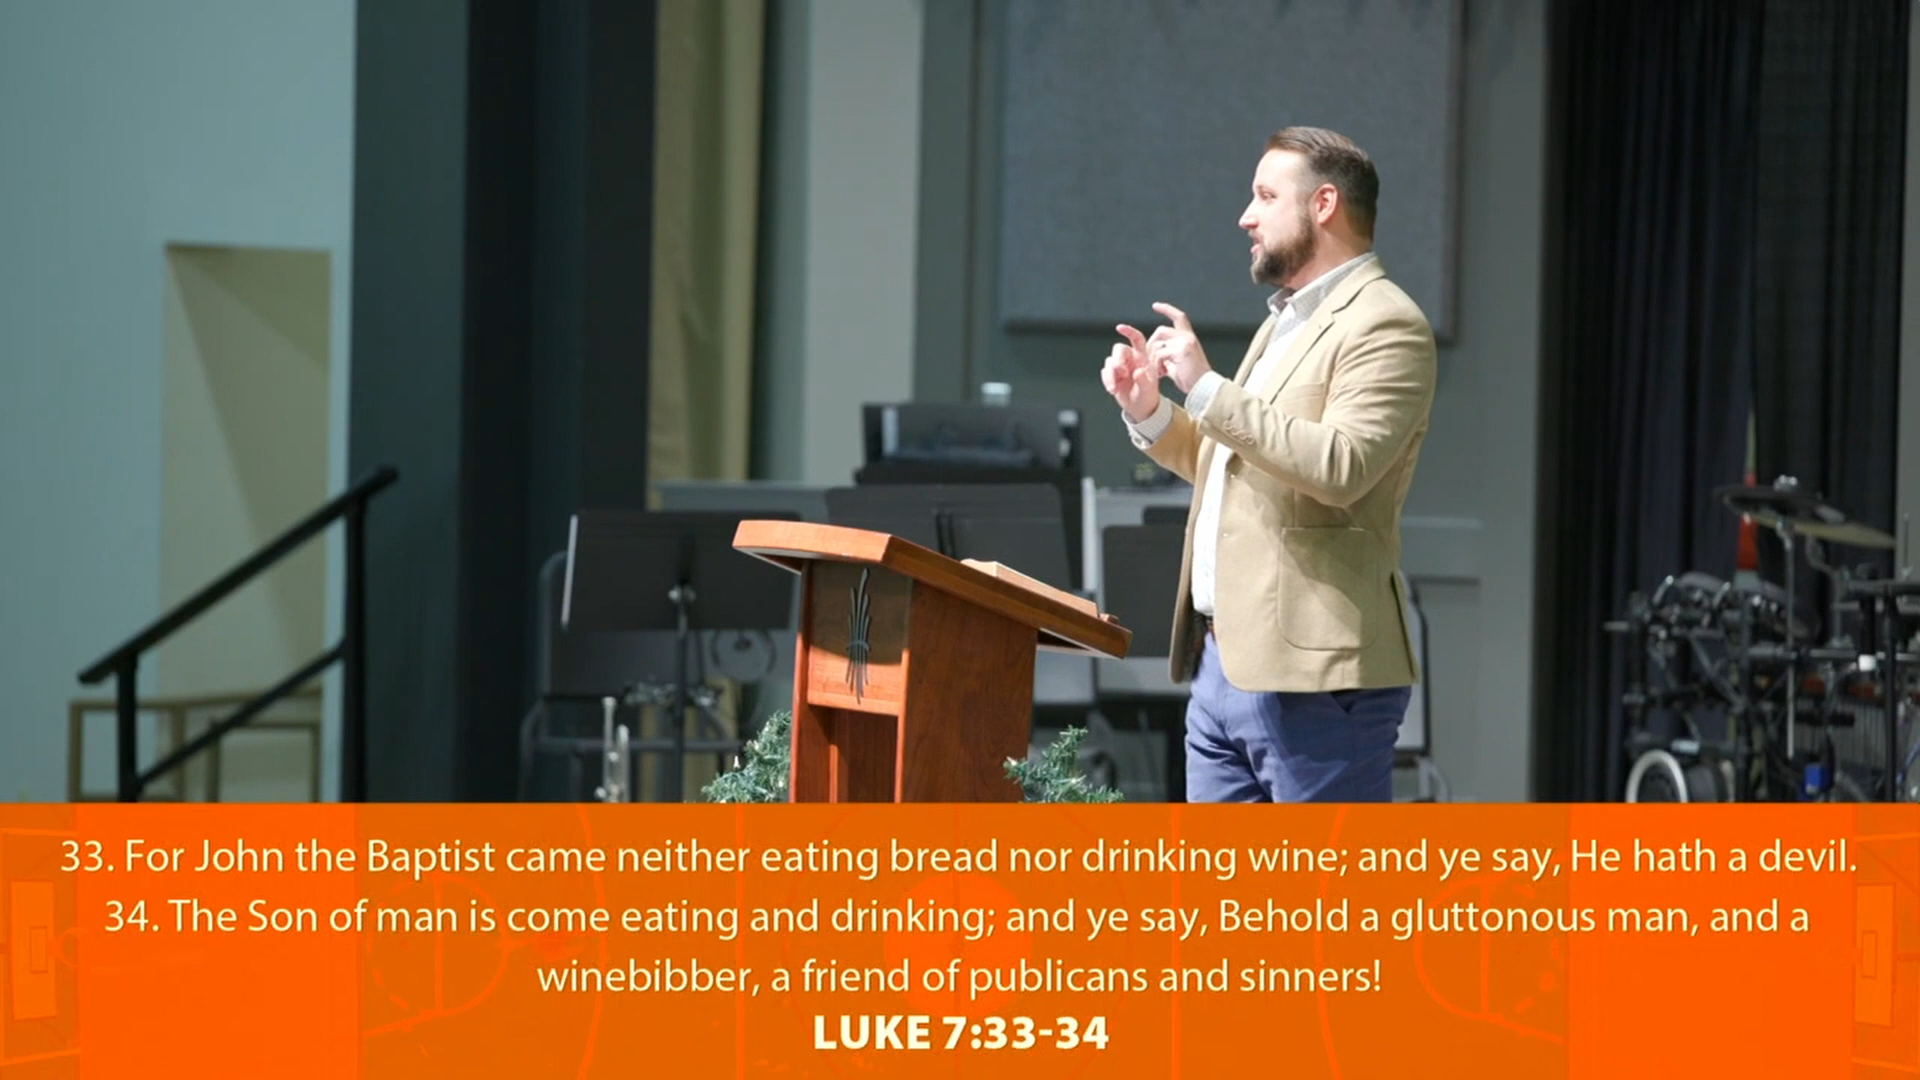 33. For John the Baptist came neither eating bread nor drinking wine; and ye say, He hath a devil.
34. The Son of man is come eating and drinking; and ye say, Behold a gluttonous man, and a
winebibber, a friend of publicans and sinners!
LUKE 7:33-34